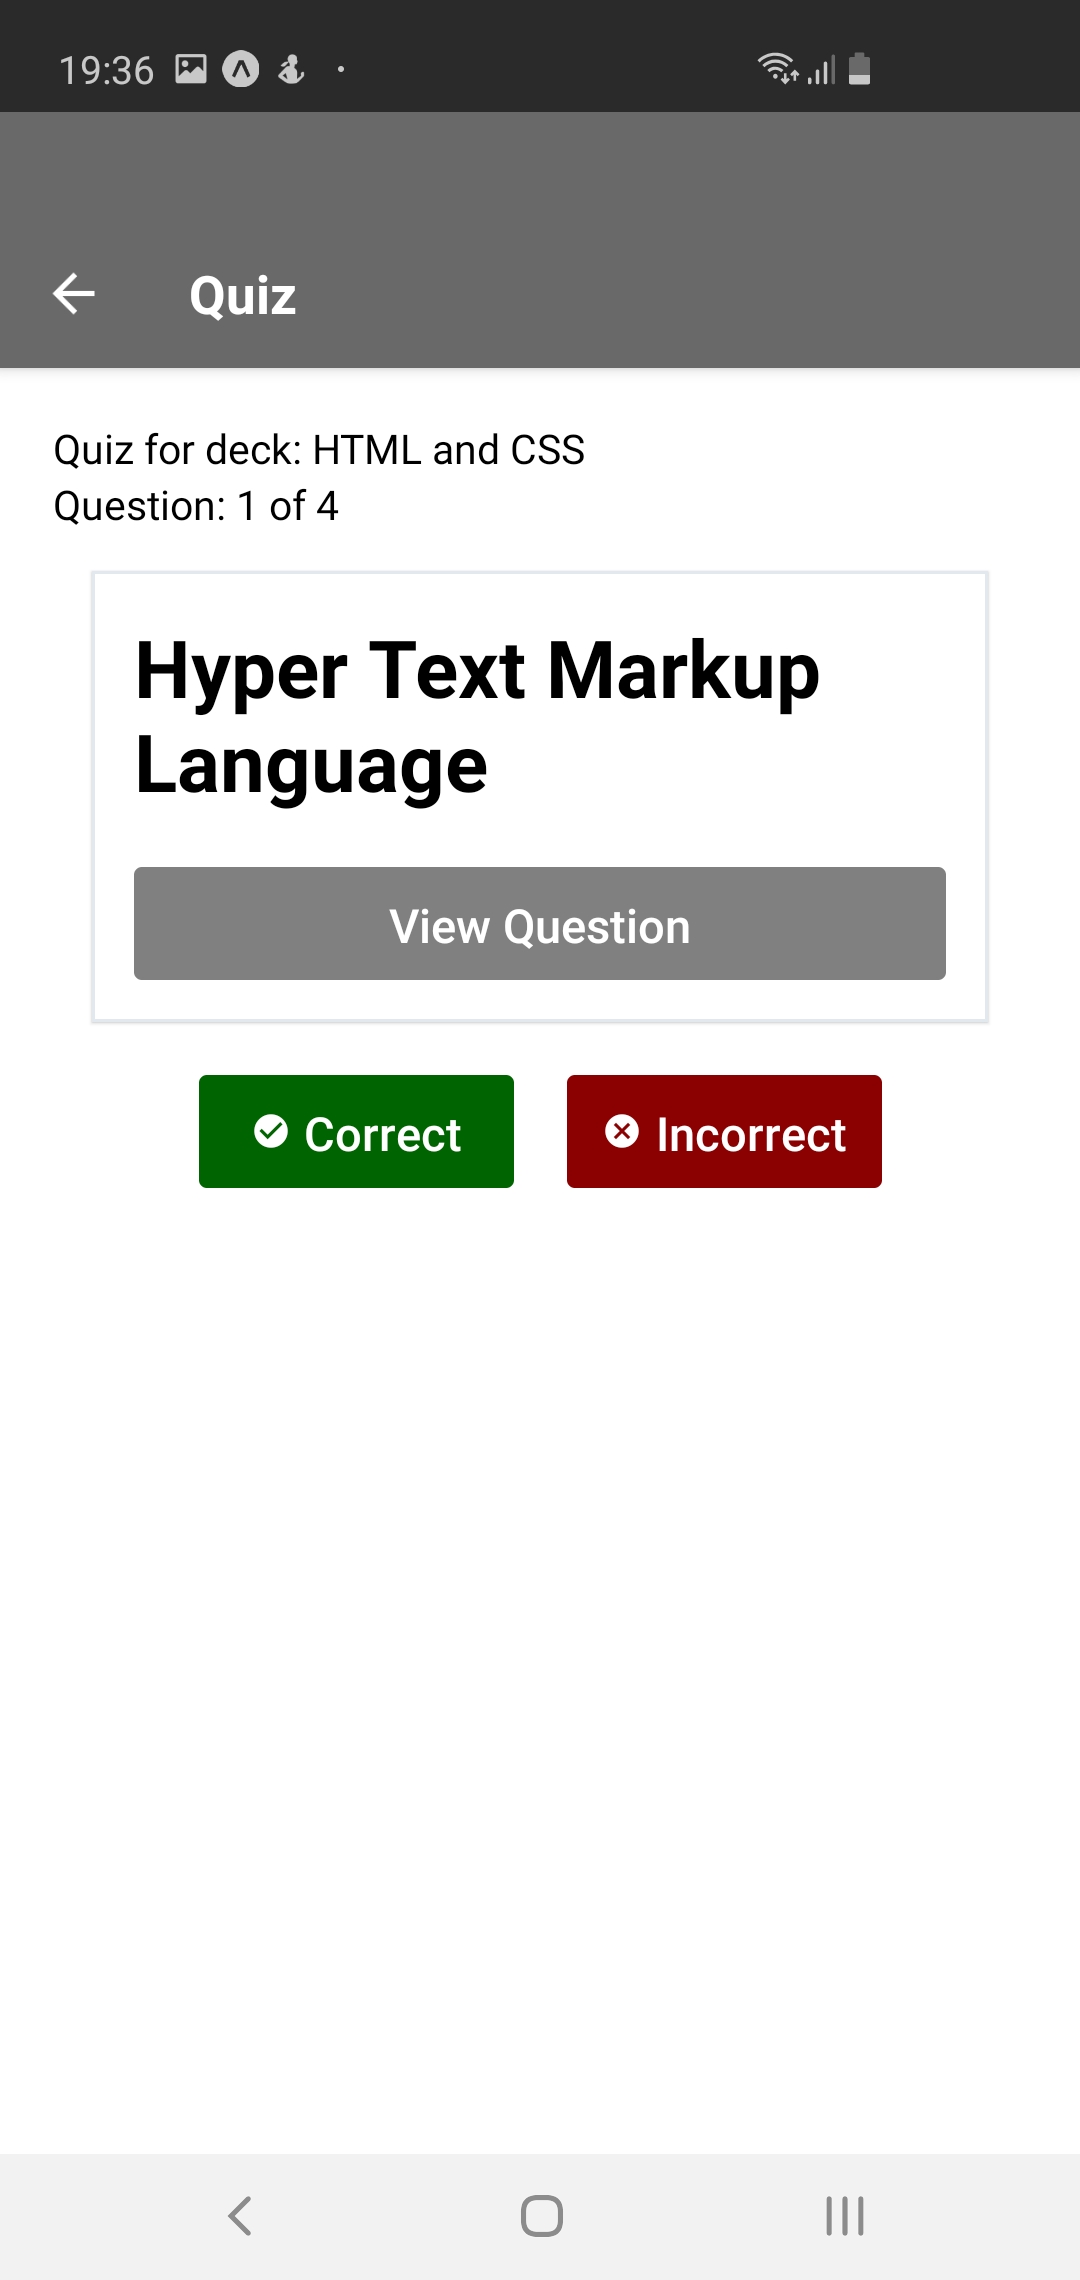 19:36
Quiz
Quiz for deck: HTML and CSS
Question: 1 of 4
Hyper Text Markup
Language
View Question
Correct
Incorrect